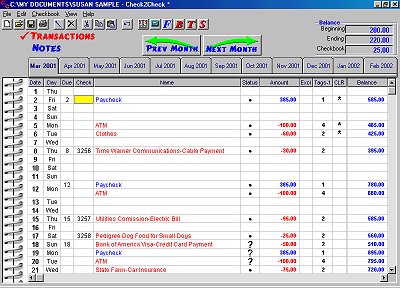 C:\MY DOCUMENTS\SUSAN SAMPLE - Check2Check *
File Edit Checkbook View Help
F B T S
Balance
Beginning 200.00
Ending 220.00
Checkbook 25.00
TRANSACTIONS
NOTES
PREV MONTH NEXT MONTH
Mar 2001 Apr 2001 May 2001 Jun 2001 Jul 2001 Aug 2001 Sep 2001 Oct 2001 Nov 2001 Dec 2001 Jan 2002 Feb 2002
Date Day Due Check Name Status Amount Excl Tags-1 CLR Balance
1 Thu
2 Fri 2 Paycheck • 385.00 1 * 585.00
3 Sat
4 Sun
5 Mon ATM • -100.00 4 * 485.00
6 Tue Clothes • -60.00 2 * 425.00
7 Wed
8 Thu 8 3256 Time Warner Communications-Cable Payment • -30.00 2 395.00
9 Fri
10 Sat
11 Sun
12 Mon 12 Paycheck • 385.00 1 780.00
ATM • -100.00 4 680.00
13 Tue
14 Wed
15 Thu 15 3257 Utilities Comission-Electric Bill • -95.00 2 585.00
16 Fri
17 Sat 3258 Pedigree Dog Food for Small Dogs • -25.00 2 560.00
18 Sun 18 Bank of America Visa-Credit Card Payment ? -50.00 2 510.00
19 Mon Paycheck ? 385.00 1 895.00
20 Tue ATM ? -100.00 4 795.00
21 Wed State Farm-Car Insurance ? -75.00 2 720.00